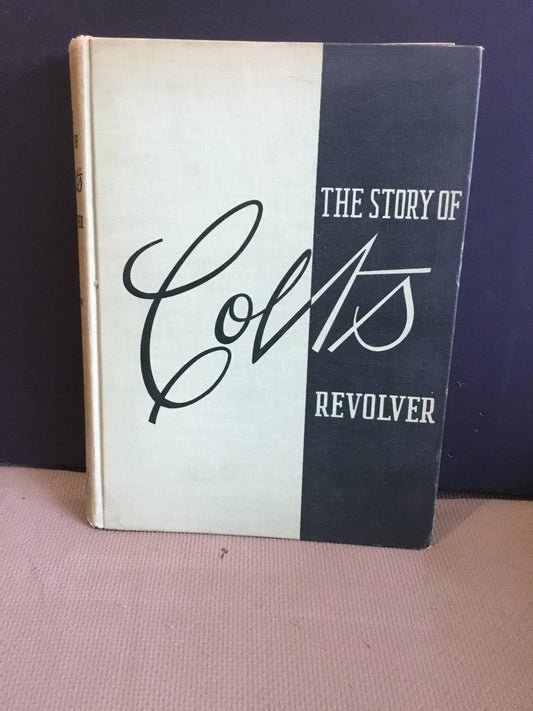 THE STORY OF
Colts
REVOLVER